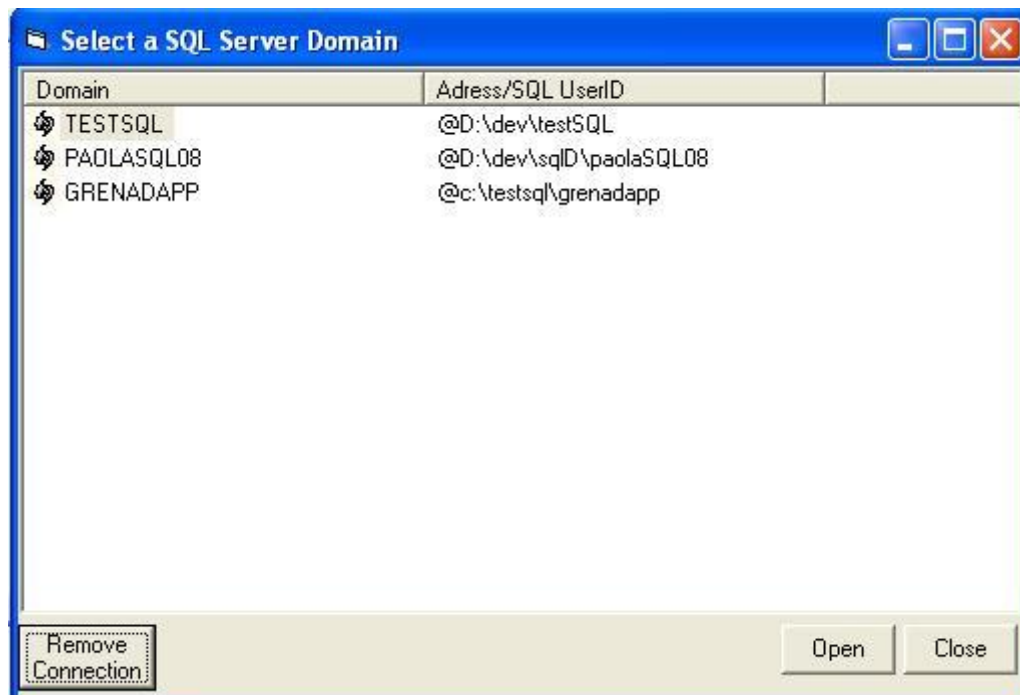 Select a SQL Server Domain
Domain Adress/SQL UserID
TESTSQL @D:\dev\testSQL
PAOLASQL08 @D:\dev\sqlD\paolaSQL08
GRENADAPP @c:\testsql\grenadapp
Remove
Connection
Open Close